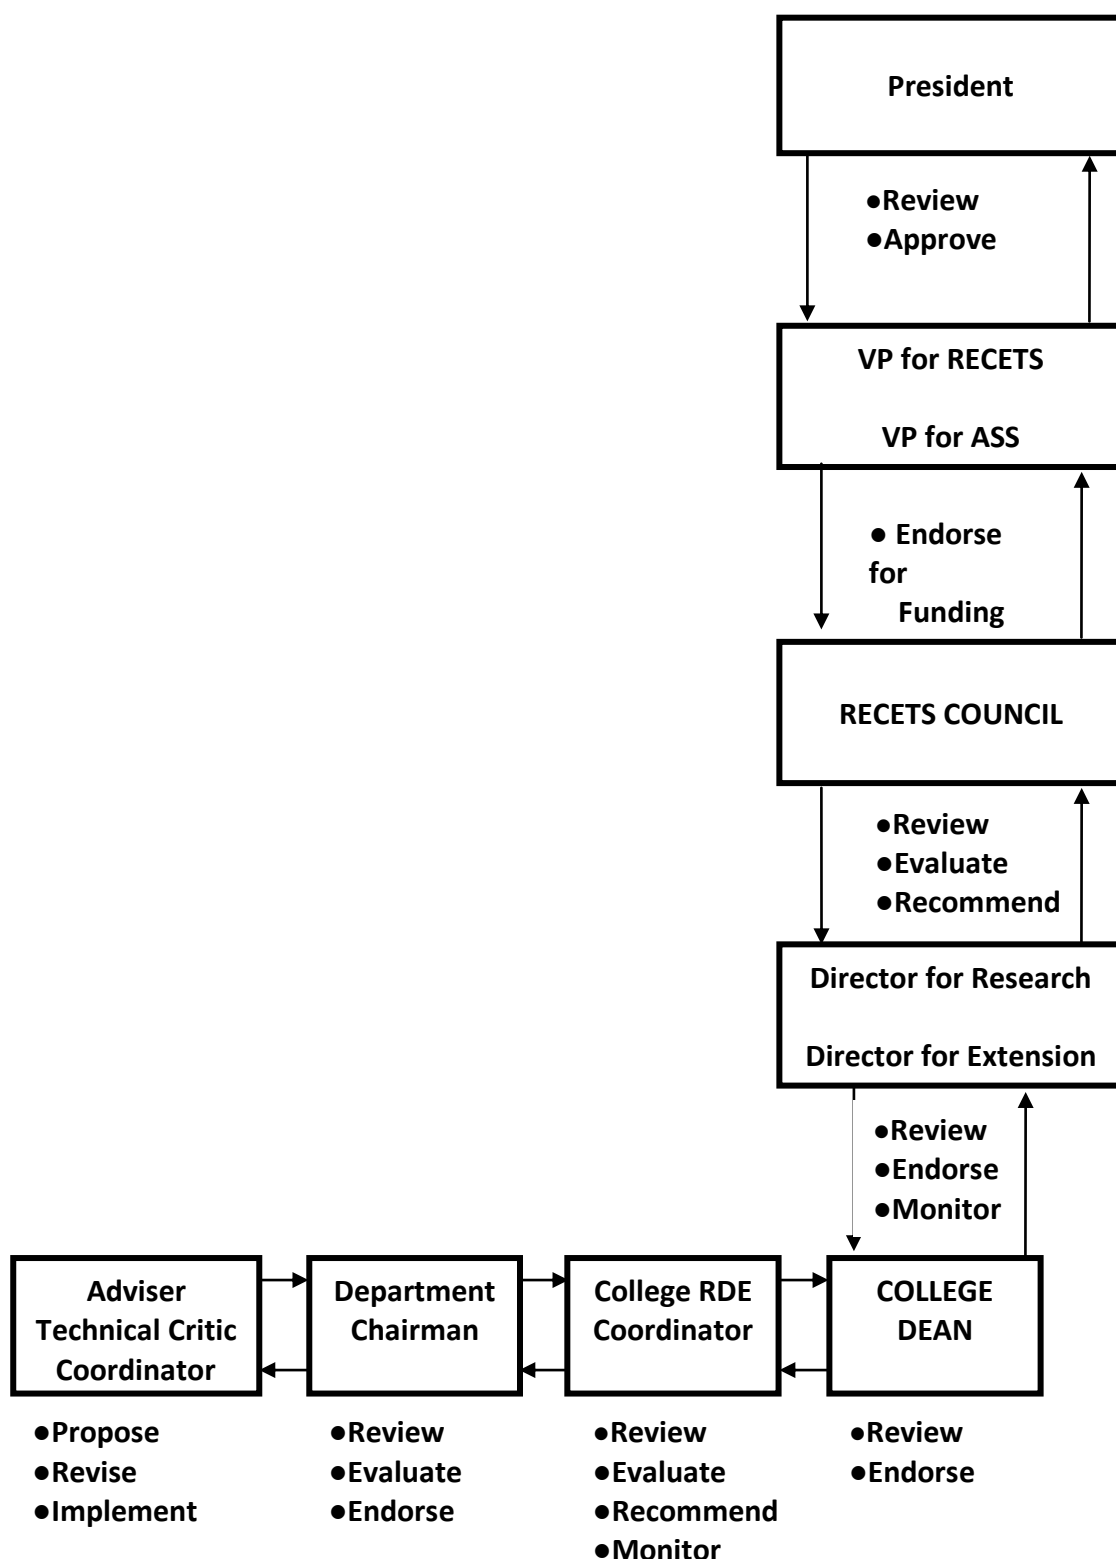 President
●Review
●Approve
VP for RECETS
VP for ASS
● Endorse
for
Funding
RECETS COUNCIL
●Review
●Evaluate
●Recommend
Director for Research
Director for Extension
●Review
●Endorse
●Monitor
Adviser
Technical Critic
Coordinator
Department
Chairman
College RDE
Coordinator
COLLEGE
DEAN
●Propose
●Revise
●Implement
●Review
●Evaluate
●Endorse
●Review
●Evaluate
●Recommend
●Monitor
●Review
●Endorse